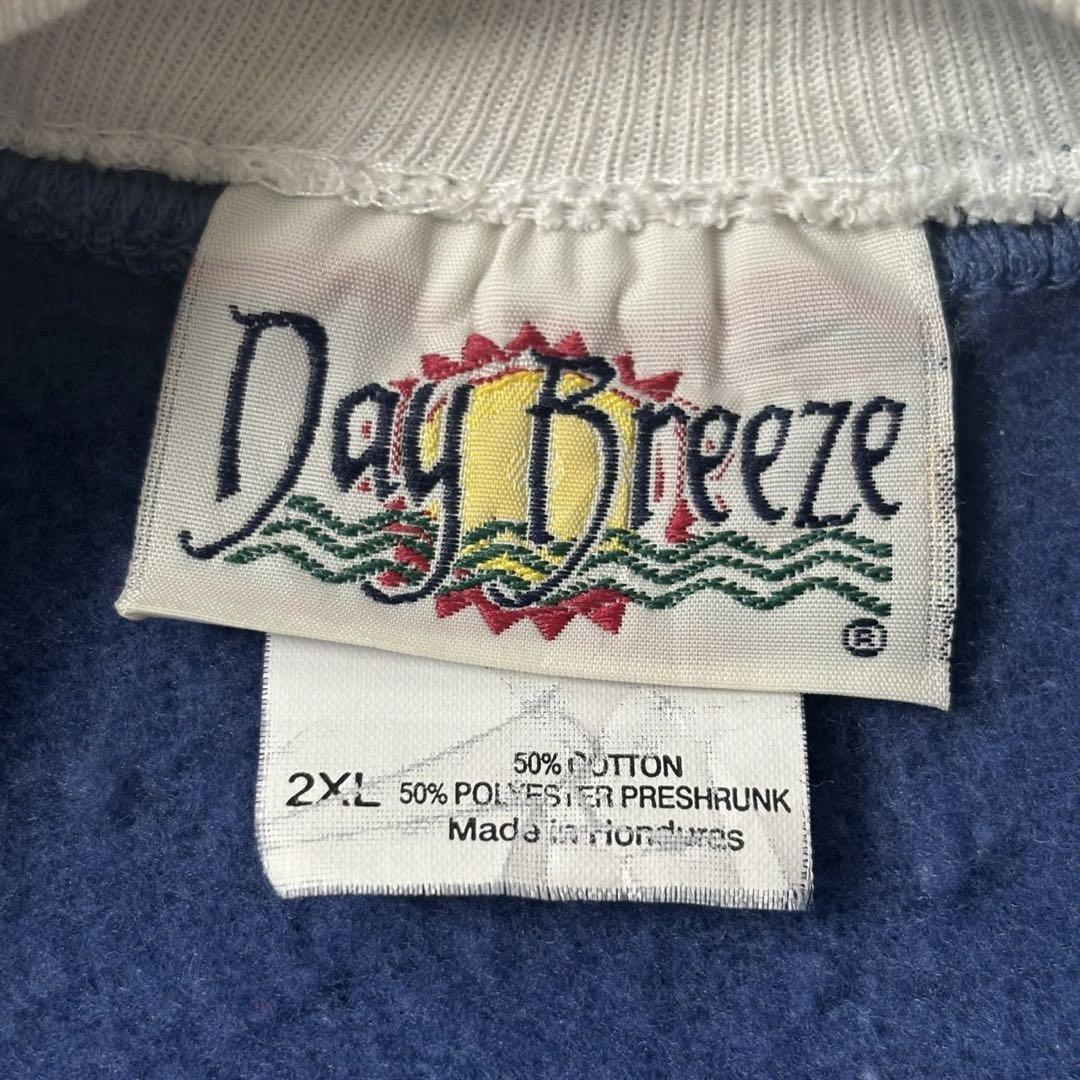 Day Breeze
®
50% COTTON
2XL 50% POLYESTER PRESHRUNK
Made in Honduras